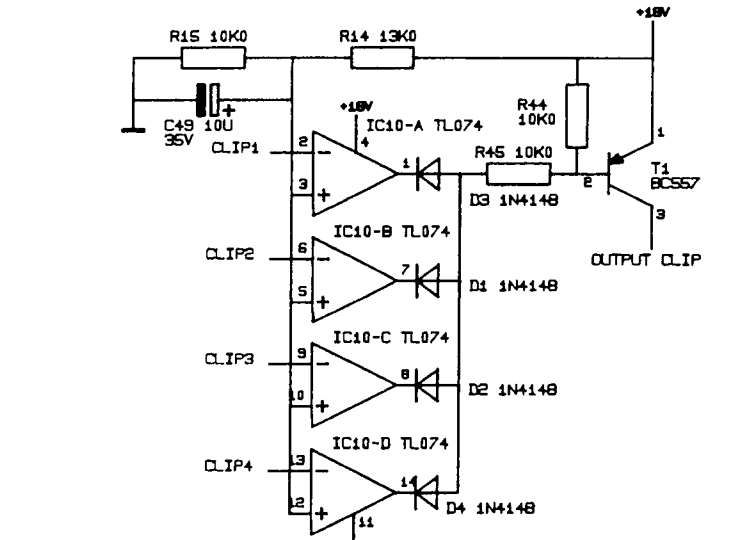 +18V
R15 10K0
R14 13K0
C49 10U
35V
+
+18V
IC10-A TL074
R44
10K0
CLIP1
2
-
4
1
3
+
R45 10K0
2
1
T1
BC557
3
D3 1N4148
IC10-B TL074
CLIP2
6
-
7
5
+
OUTPUT CLIP
D1 1N4148
IC10-C TL074
CLIP3
9
-
8
10
+
D2 1N4148
IC10-D TL074
CLIP4
13
-
14
12
+
D4 1N4148
11